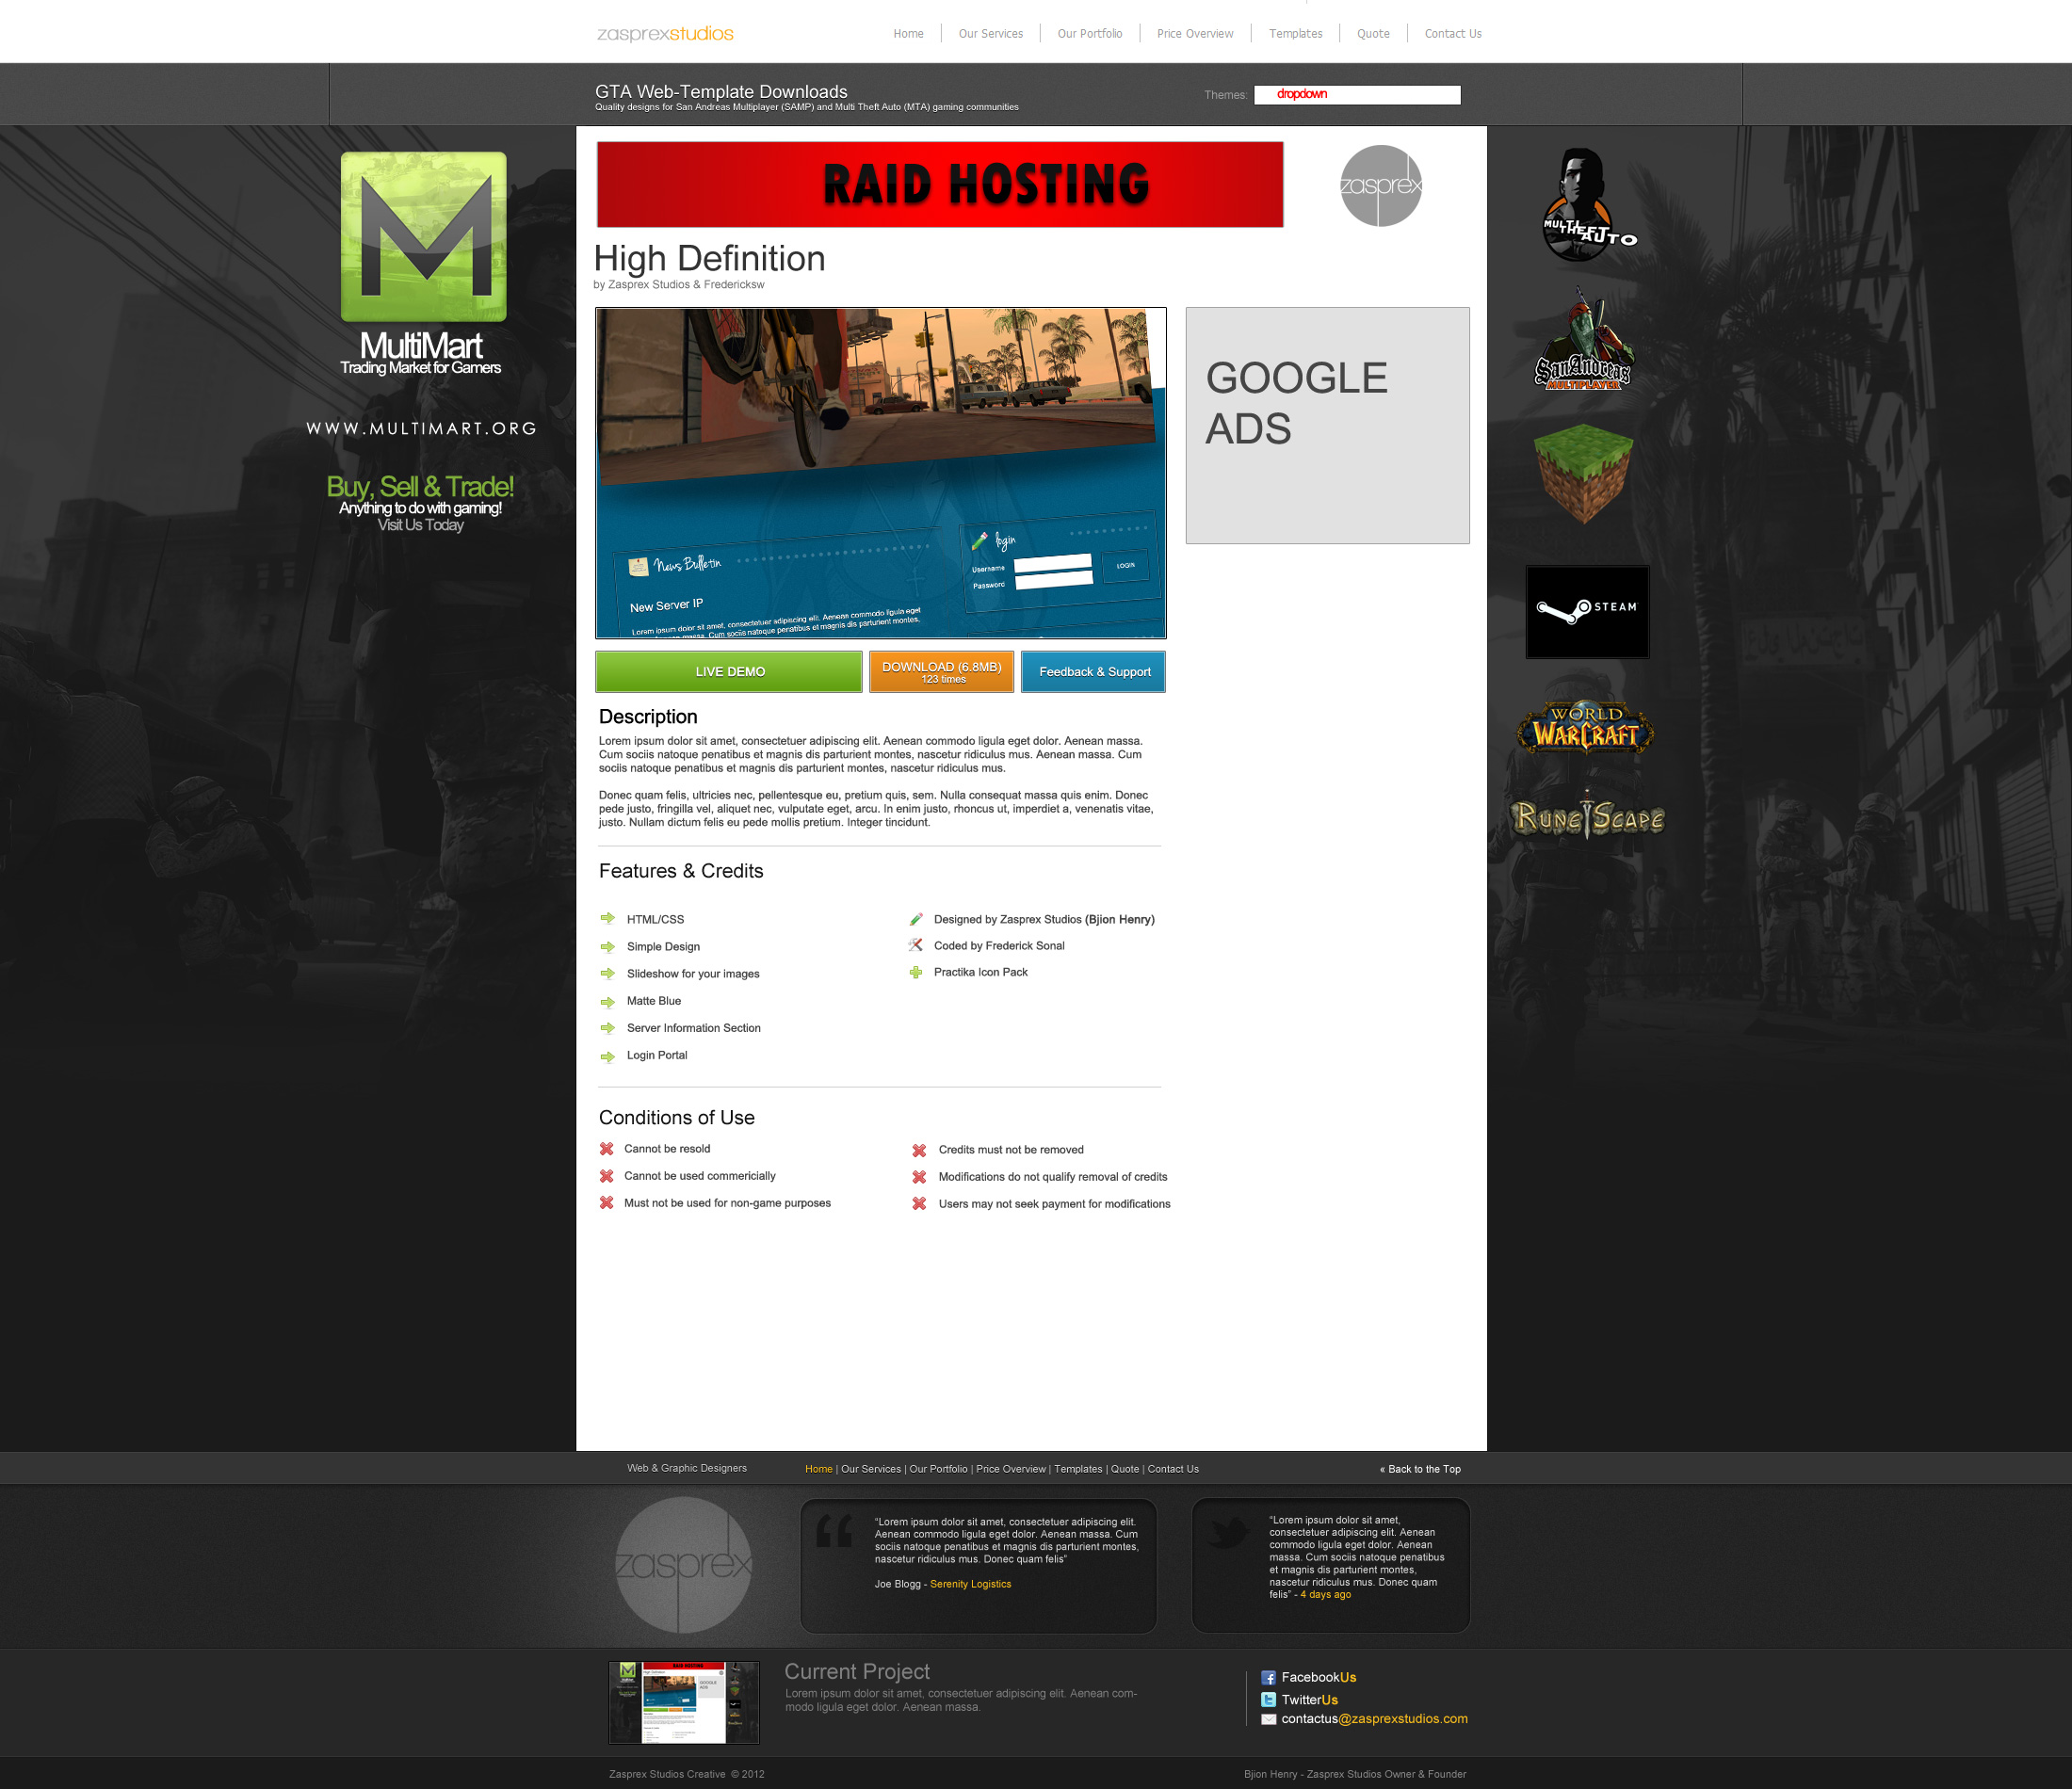 zasprexstudios
Home Our Services Our Portfolio Price Overview Templates Quote Contact Us
GTA Web-Template Downloads
Quality designs for San Andreas Multiplayer (SAMP) and Multi Theft Auto (MTA) gaming communities
Themes: dropdown
M
MultiMart
Trading Market for Gamers
WWW.MULTIMART.ORG
Buy, Sell & Trade!
Anything to do with gaming!
Visit Us Today
RAID HOSTING
zasprex
High Definition
by Zasprex Studios & Fredericksw
News Bulletin
New Server IP
Lorem ipsum dolor sit amet, consectetuer adipiscing elit. Aenean commodo ligula eget
massa. Cum sociis natoque penatibus et magnis dis parturient montes,
login
Username
Password
LOGIN
GOOGLE
ADS
LIVE DEMO
DOWNLOAD (6.8MB)
123 times
Feedback & Support
Description
Lorem ipsum dolor sit amet, consectetuer adipiscing elit. Aenean commodo ligula eget dolor. Aenean massa.
Cum sociis natoque penatibus et magnis dis parturient montes, nascetur ridiculus mus. Aenean massa. Cum
sociis natoque penatibus et magnis dis parturient montes, nascetur ridiculus mus.
Donec quam felis, ultricies nec, pellentesque eu, pretium quis, sem. Nulla consequat massa quis enim. Donec
pede justo, fringilla vel, aliquet nec, vulputate eget, arcu. In enim justo, rhoncus ut, imperdiet a, venenatis vitae,
justo. Nullam dictum felis eu pede mollis pretium. Integer tincidunt.
Features & Credits
HTML/CSS
Simple Design
Slideshow for your images
Matte Blue
Server Information Section
Login Portal
Designed by Zasprex Studios (Bjion Henry)
Coded by Frederick Sonal
Practika Icon Pack
Conditions of Use
Cannot be resold
Cannot be used commericially
Must not be used for non-game purposes
Credits must not be removed
Modifications do not qualify removal of credits
Users may not seek payment for modifications
MULTI
THEFT
AUTO
San Andreas
MULTIPLAYER
STEAM
WORLD
WARCRAFT
RUNESCAPE
Web & Graphic Designers
Home | Our Services | Our Portfolio | Price Overview | Templates | Quote | Contact Us
« Back to the Top
zasprex
“Lorem ipsum dolor sit amet, consectetuer adipiscing elit.
Aenean commodo ligula eget dolor. Aenean massa. Cum
sociis natoque penatibus et magnis dis parturient montes,
nascetur ridiculus mus. Donec quam felis”
Joe Blogg - Serenity Logistics
“Lorem ipsum dolor sit amet,
consectetuer adipiscing elit. Aenean
commodo ligula eget dolor. Aenean
massa. Cum sociis natoque penatibus
et magnis dis parturient montes,
nascetur ridiculus mus. Donec quam
felis” - 4 days ago
RAID HOSTING
High Definition
GOOGLE
ADS
Current Project
Lorem ipsum dolor sit amet, consectetuer adipiscing elit. Aenean com-
modo ligula eget dolor. Aenean massa.
FacebookUs
TwitterUs
contactus@zasprexstudios.com
Zasprex Studios Creative © 2012
Bjion Henry - Zasprex Studios Owner & Founder